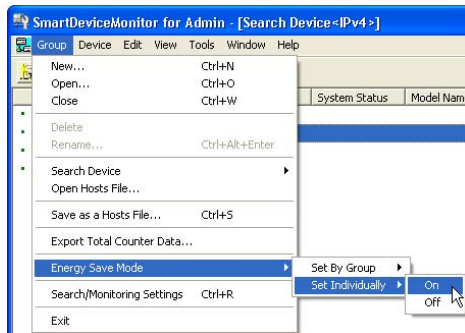 SmartDeviceMonitor for Admin - [Search Device<IPv4>]
Group Device Edit View Tools Window Help
New... Ctrl+N
Open... Ctrl+O
Close Ctrl+W
System Status Model Nam
Delete
Rename... Ctrl+Alt+Enter
Search Device
Open Hosts File...
Save as a Hosts File... Ctrl+S
Export Total Counter Data...
Energy Save Mode Set By Group
Search/Monitoring Settings Ctrl+R Set Individually On
Off
Exit